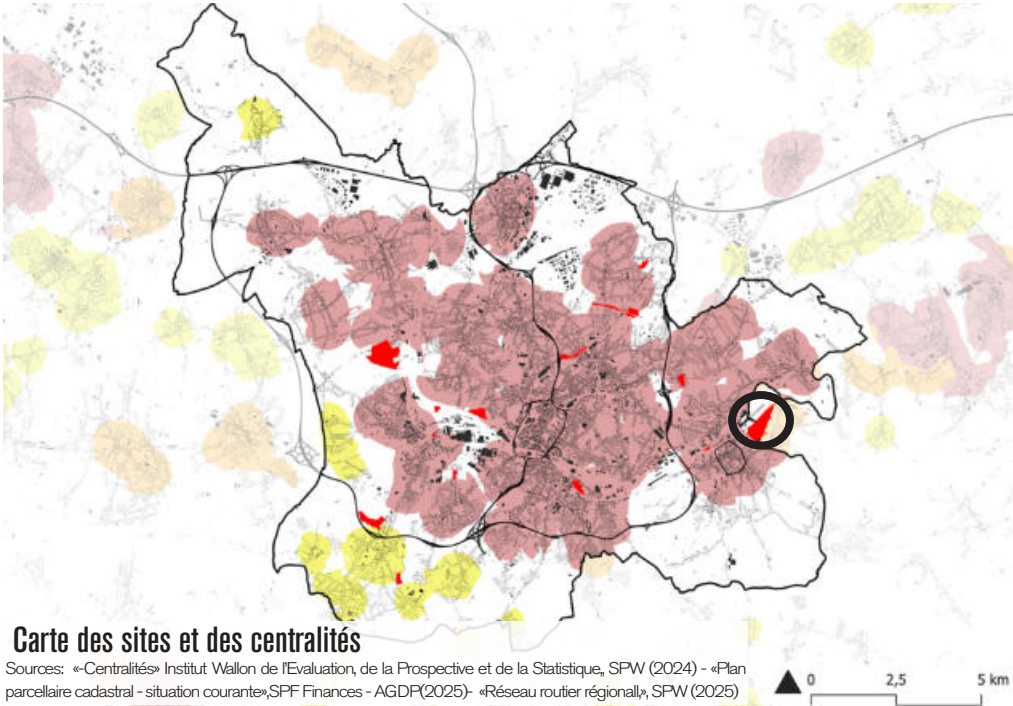 Carte des sites et des centralités
Sources: «-Centralités» Institut Wallon de l'Evaluation, de la Prospective et de la Statistique,, SPW (2024) - «Plan
parcellaire cadastral - situation courante»,SPF Finances - AGDP(2025)- «Réseau routier régional,», SPW (2025)
0 2,5 5 km